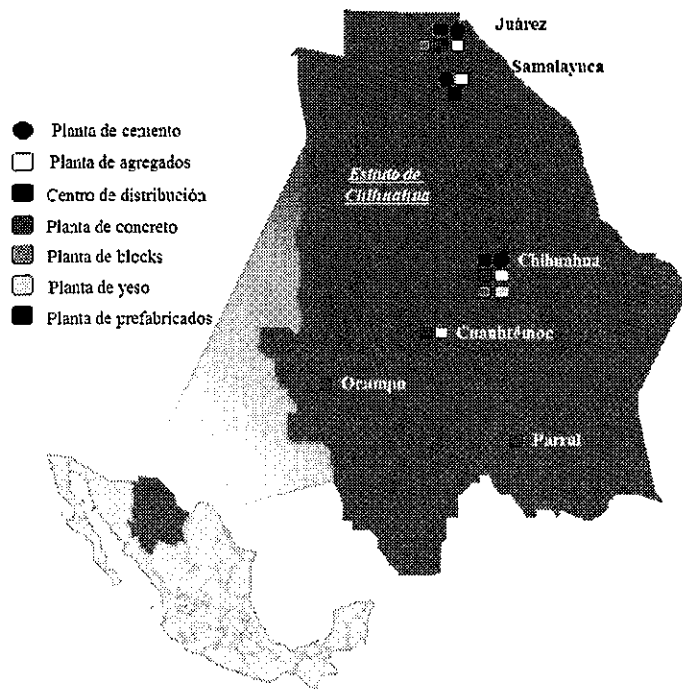 Juárez
Samalayuca
Planta de cemento
Planta de agregados
Centro de distribución
Planta de concreto
Planta de blocks
Planta de yeso
Planta de prefabricados
Estado de
Chihuahua
Chihuahua
Cuauhtémoc
Ocampo
Parral